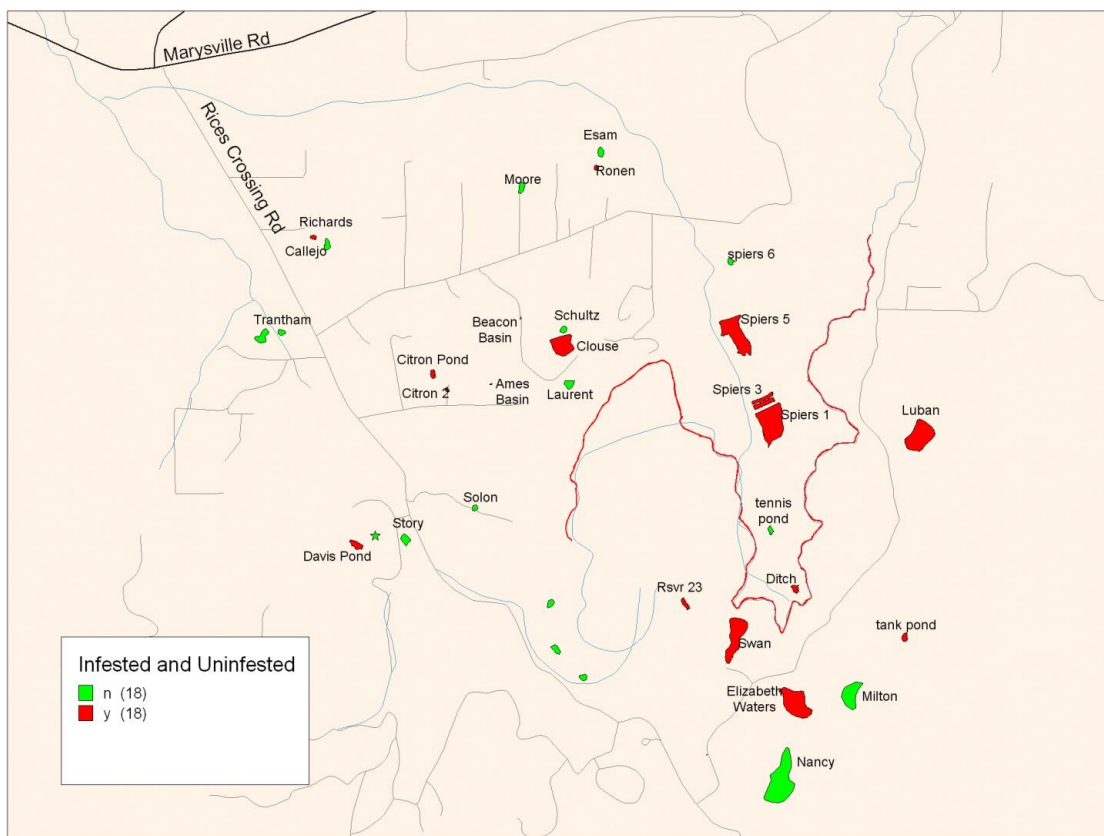 Marysville Rd
Rices Crossing Rd
Esam
Ronen
Moore
Richards
Callejo
spiers 6
Trantham
Beacon
Basin
Schultz
Clouse
Spiers 5
Citron Pond
Citron 2
Ames
Basin
Laurent
Spiers 3
Spiers 1
Luban
Solon
tennis
pond
Story
Davis Pond
Ditch
Rsvr 23
tank pond
Swan
Infested and Uninfested
n (18)
y (18)
Elizabeth
Waters
Milton
Nancy